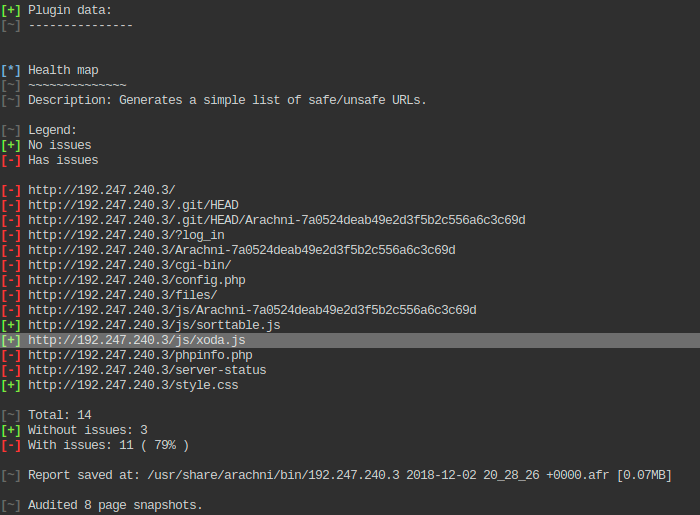 [+] Plugin data:
[~] ---------------
[*] Health map
[~] ~~~~~~~~~~~~~~
[~] Description: Generates a simple list of safe/unsafe URLs.
[~] Legend:
[+] No issues
[-] Has issues
[-] http://192.247.240.3/
[-] http://192.247.240.3/.git/HEAD
[-] http://192.247.240.3/.git/HEAD/Arachni-7a0524deab49e2d3f5b2c556a6c3c69d
[-] http://192.247.240.3/?log_in
[-] http://192.247.240.3/Arachni-7a0524deab49e2d3f5b2c556a6c3c69d
[-] http://192.247.240.3/cgi-bin/
[-] http://192.247.240.3/config.php
[-] http://192.247.240.3/files/
[-] http://192.247.240.3/js/Arachni-7a0524deab49e2d3f5b2c556a6c3c69d
[+] http://192.247.240.3/js/sorttable.js
[+] http://192.247.240.3/js/xoda.js
[-] http://192.247.240.3/phpinfo.php
[-] http://192.247.240.3/server-status
[+] http://192.247.240.3/style.css
[~] Total: 14
[+] Without issues: 3
[-] With issues: 11 ( 79% )
[~] Report saved at: /usr/share/arachni/bin/192.247.240.3 2018-12-02 20_28_26 +0000.afr [0.07MB]
[~] Audited 8 page snapshots.